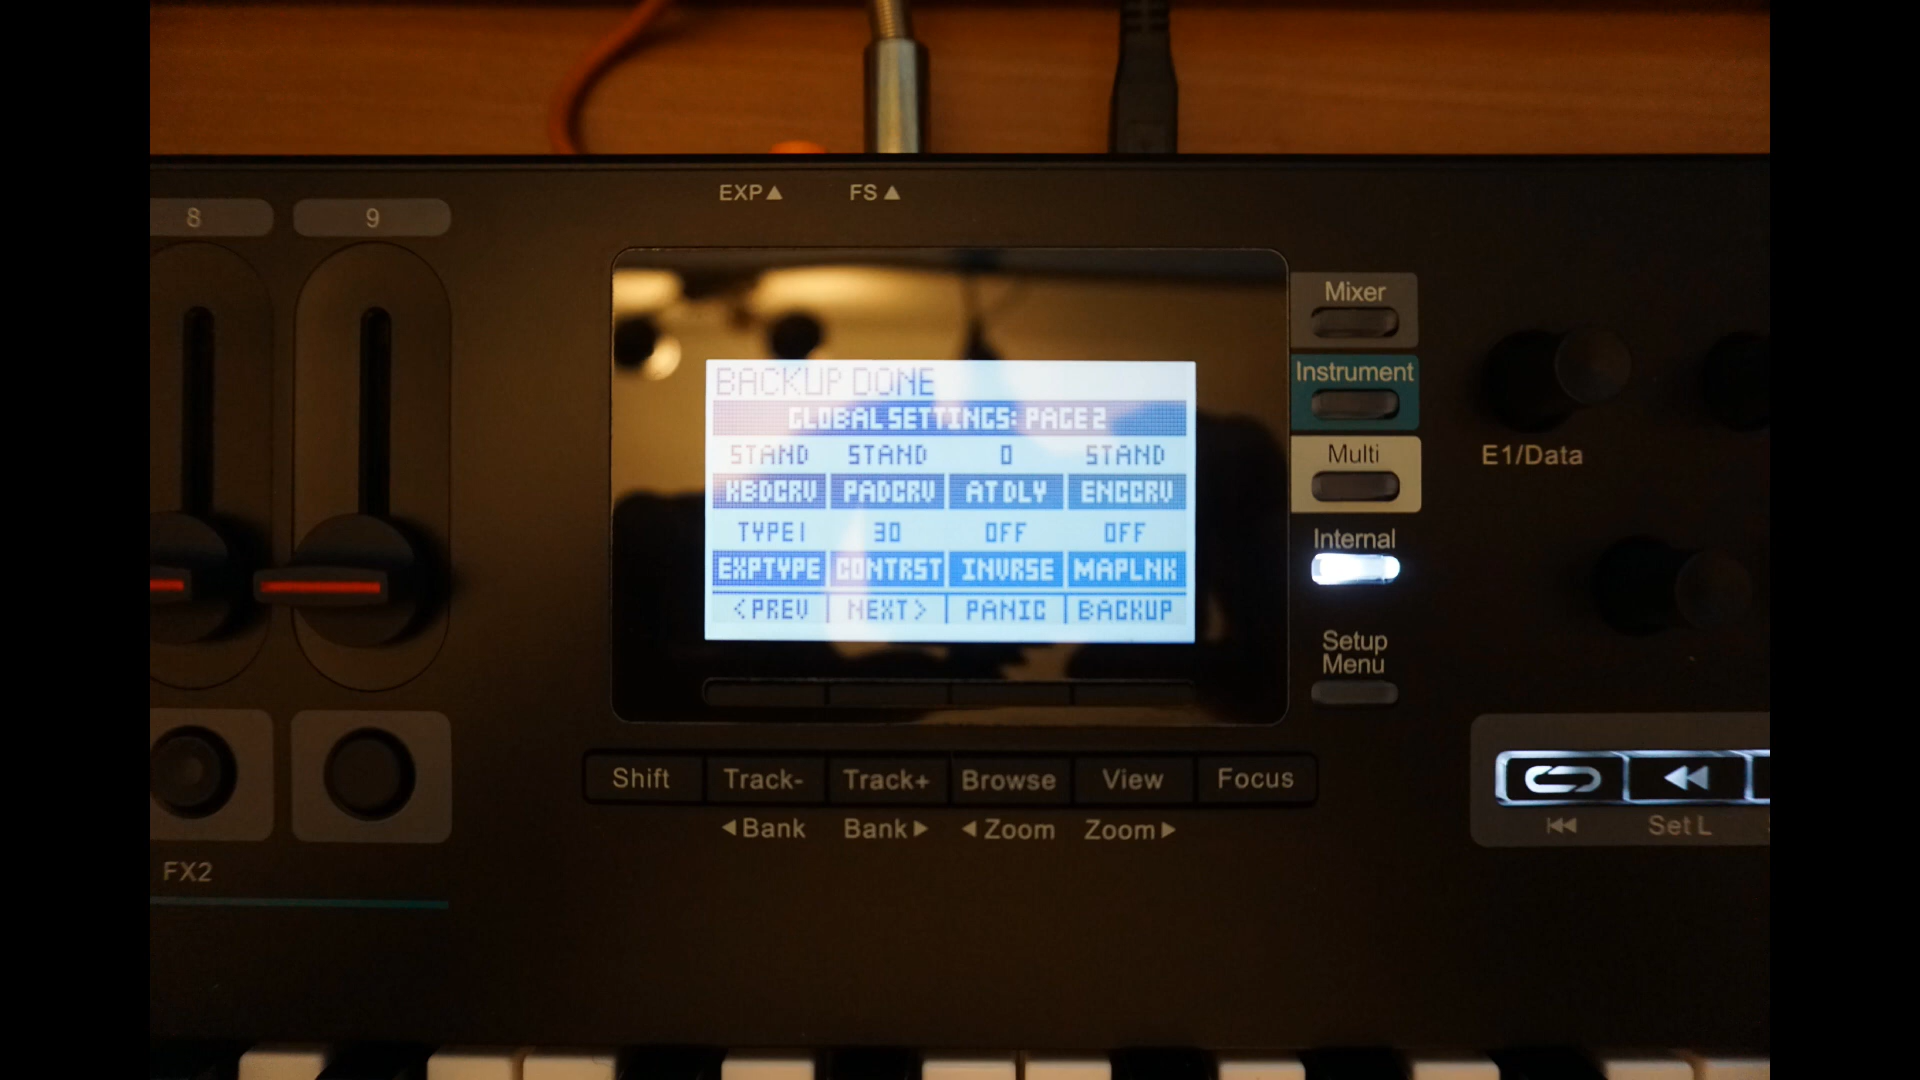 EXP▲ FS▲
8 9
BACKUP DONE
GLOBAL SETTINGS: PAGE 2
STAND STAND 0 STAND
KBDCRV PADCRV AT DLY ENCCRV
TYPE1 30 OFF OFF
EXPTYPE CONTRST INVRSE MAPLNK
<PREV NEXT> PANIC BACKUP
Mixer
Instrument
Multi
Internal
Setup
Menu
E1/Data
Shift Track- Track+ Browse View Focus
◀Bank Bank▶ ◀Zoom Zoom▶
Set L
FX2